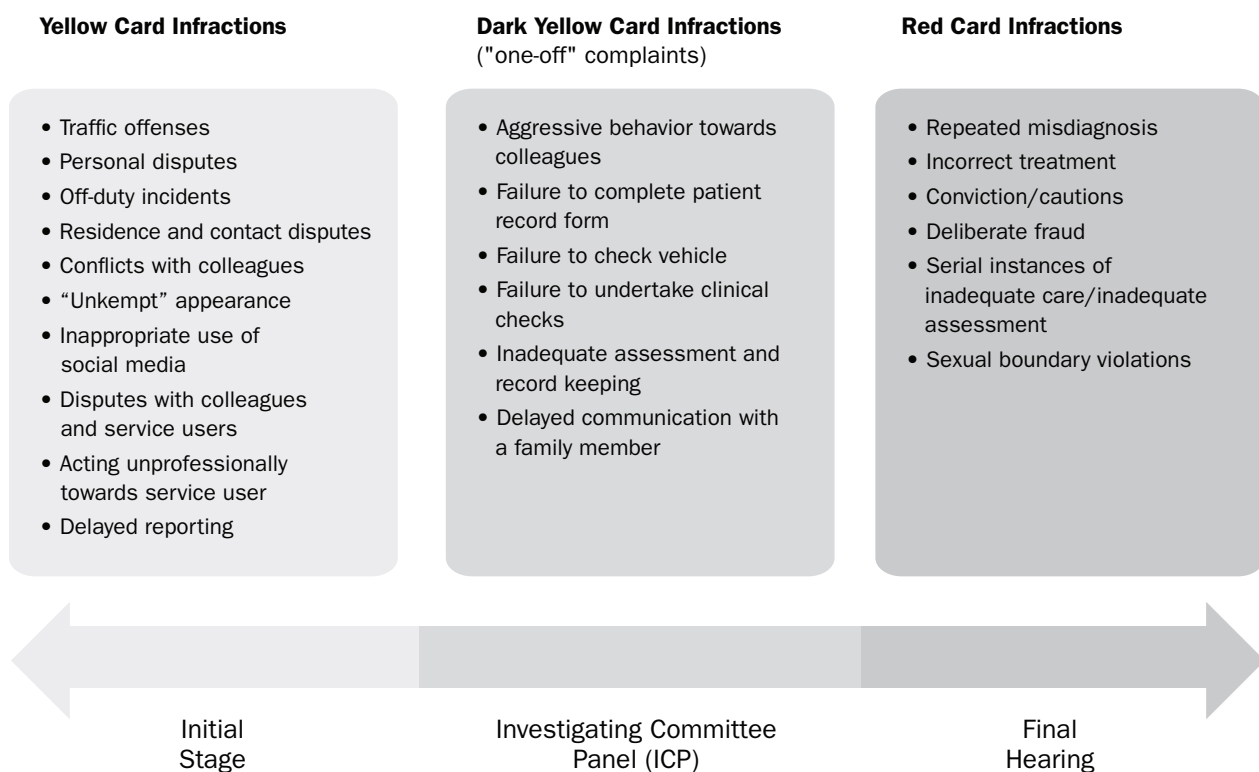 Yellow Card Infractions
• Traffic offenses
• Personal disputes
• Off-duty incidents
• Residence and contact disputes
• Conflicts with colleagues
• “Unkempt” appearance
• Inappropriate use of
social media
• Disputes with colleagues
and service users
• Acting unprofessionally
towards service user
• Delayed reporting
Dark Yellow Card Infractions
("one-off" complaints)
• Aggressive behavior towards
colleagues
• Failure to complete patient
record form
• Failure to check vehicle
• Failure to undertake clinical
checks
• Inadequate assessment and
record keeping
• Delayed communication with
a family member
Red Card Infractions
• Repeated misdiagnosis
• Incorrect treatment
• Conviction/cautions
• Deliberate fraud
• Serial instances of
inadequate care/inadequate
assessment
• Sexual boundary violations
Initial
Stage
Investigating Committee
Panel (ICP)
Final
Hearing